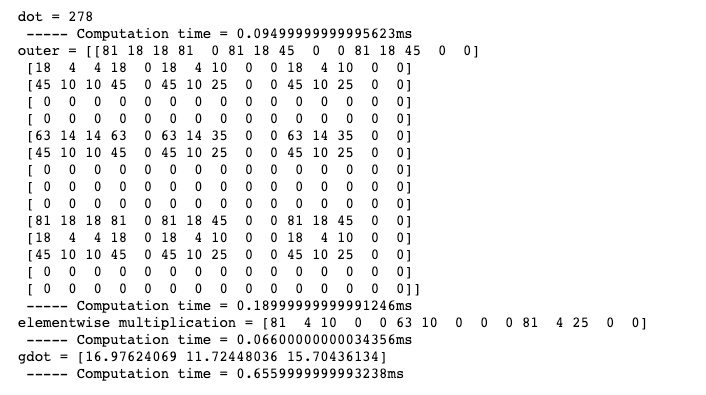 dot = 278
 ----- Computation time = 0.09499999999995623ms
outer = [[81 18 18 81  0 81 18 45  0  0 81 18 45  0  0]
 [18  4  4 18  0 18  4 10  0  0 18  4 10  0  0]
 [45 10 10 45  0 45 10 25  0  0 45 10 25  0  0]
 [ 0  0  0  0  0  0  0  0  0  0  0  0  0  0  0]
 [ 0  0  0  0  0  0  0  0  0  0  0  0  0  0  0]
 [63 14 14 63  0 63 14 35  0  0 63 14 35  0  0]
 [45 10 10 45  0 45 10 25  0  0 45 10 25  0  0]
 [ 0  0  0  0  0  0  0  0  0  0  0  0  0  0  0]
 [ 0  0  0  0  0  0  0  0  0  0  0  0  0  0  0]
 [ 0  0  0  0  0  0  0  0  0  0  0  0  0  0  0]
 [81 18 18 81  0 81 18 45  0  0 81 18 45  0  0]
 [18  4  4 18  0 18  4 10  0  0 18  4 10  0  0]
 [45 10 10 45  0 45 10 25  0  0 45 10 25  0  0]
 [ 0  0  0  0  0  0  0  0  0  0  0  0  0  0  0]
 [ 0  0  0  0  0  0  0  0  0  0  0  0  0  0  0]]
 ----- Computation time = 0.18999999999991246ms
elementwise multiplication = [81  4 10  0  0 63 10  0  0  0 81  4 25  0  0]
 ----- Computation time = 0.06600000000034356ms
gdot = [16.97624069 11.72448036 15.70436134]
 ----- Computation time = 0.6559999999993238ms